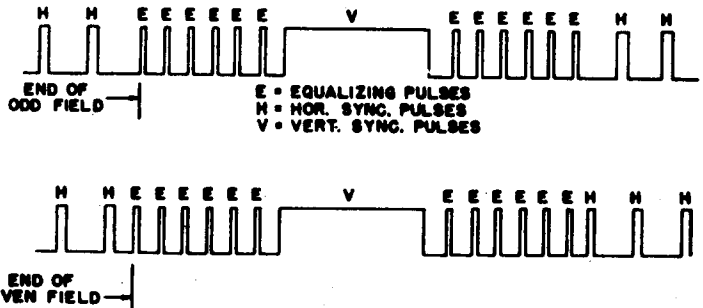 H H E E E E E E V E E E E E E H H
END OF
ODD FIELD
E = EQUALIZING PULSES
H = HOR. SYNC. PULSES
V = VERT. SYNC. PULSES
H H E E E E E E V E E E E E E H H H
END OF
VEN FIELD